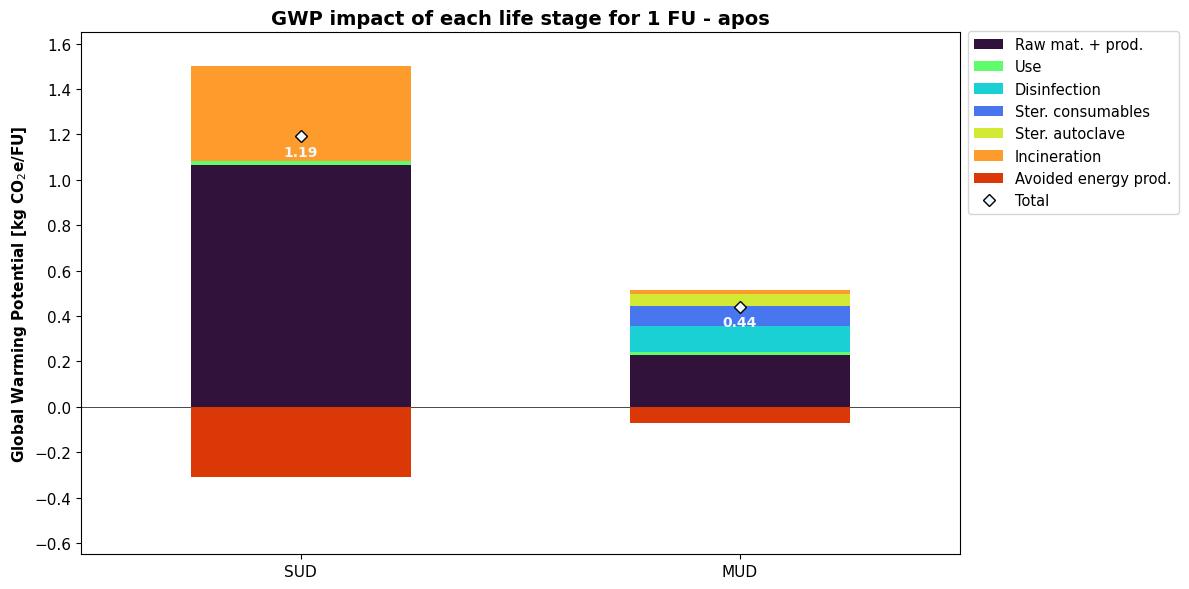 GWP impact of each life stage for 1 FU - apos
Global Warming Potential [kg CO₂e/FU]
1.6
1.4
1.2
1.0
0.8
0.6
0.4
0.2
0.0
−0.2
−0.4
−0.6
1.19
0.44
SUD
MUD
Raw mat. + prod.
Use
Disinfection
Ster. consumables
Ster. autoclave
Incineration
Avoided energy prod.
Total